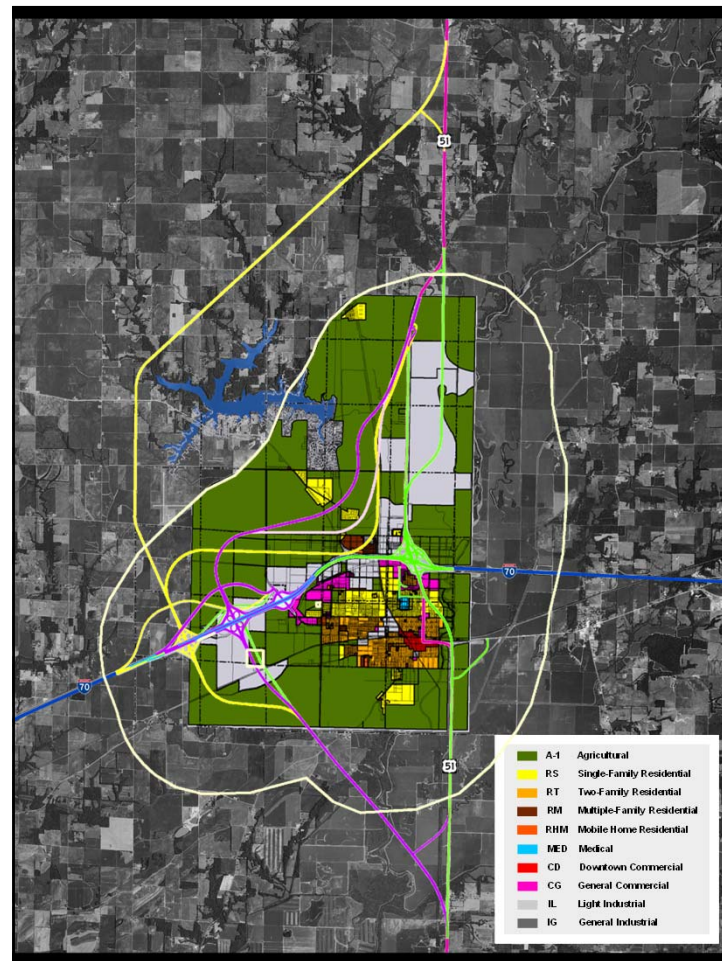 51
70
70
51
A-1 Agricultural
RS Single-Family Residential
RT Two-Family Residential
RM Multiple-Family Residential
RHM Mobile Home Residential
MED Medical
CD Downtown Commercial
CG General Commercial
IL Light Industrial
IG General Industrial